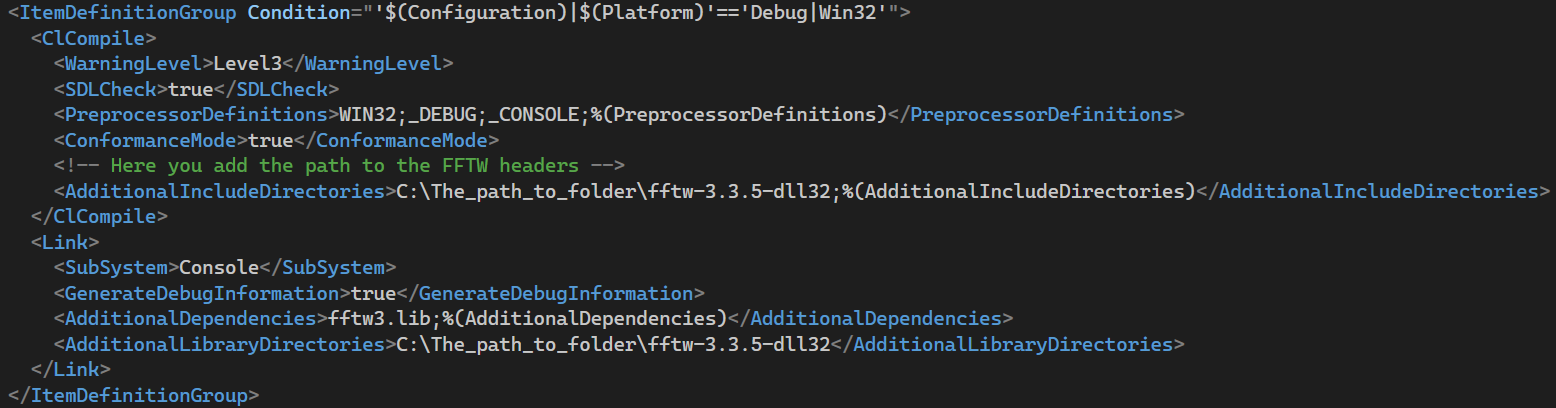 <ItemDefinitionGroup Condition="'$(Configuration)|$(Platform)'=='Debug|Win32'">
  <ClCompile>
    <WarningLevel>Level3</WarningLevel>
    <SDLCheck>true</SDLCheck>
    <PreprocessorDefinitions>WIN32;_DEBUG;_CONSOLE;%(PreprocessorDefinitions)</PreprocessorDefinitions>
    <ConformanceMode>true</ConformanceMode>
    <!-- Here you add the path to the FFTW headers -->
    <AdditionalIncludeDirectories>C:\The_path_to_folder\fftw-3.3.5-dll32;%(AdditionalIncludeDirectories)</AdditionalIncludeDirectories>
  </ClCompile>
  <Link>
    <SubSystem>Console</SubSystem>
    <GenerateDebugInformation>true</GenerateDebugInformation>
    <AdditionalDependencies>fftw3.lib;%(AdditionalDependencies)</AdditionalDependencies>
    <AdditionalLibraryDirectories>C:\The_path_to_folder\fftw-3.3.5-dll32</AdditionalLibraryDirectories>
  </Link>
</ItemDefinitionGroup>